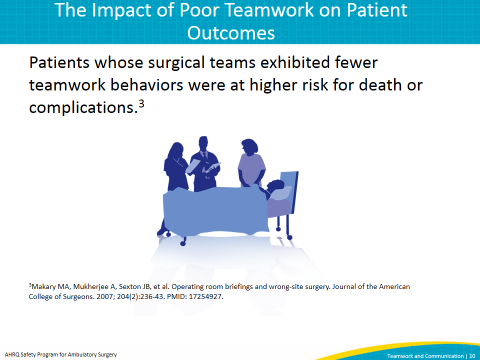 The Impact of Poor Teamwork on Patient
Outcomes
Patients whose surgical teams exhibited fewer
teamwork behaviors were at higher risk for death or
complications.³
³Makary MA, Mukherjee A, Sexton JB, et al. Operating room briefings and wrong-site surgery. Journal of the American
College of Surgeons. 2007; 204(2):236-43. PMID: 17254927.
AHRQ Safety Program for Ambulatory Surgery
Teamwork and Communication | 10